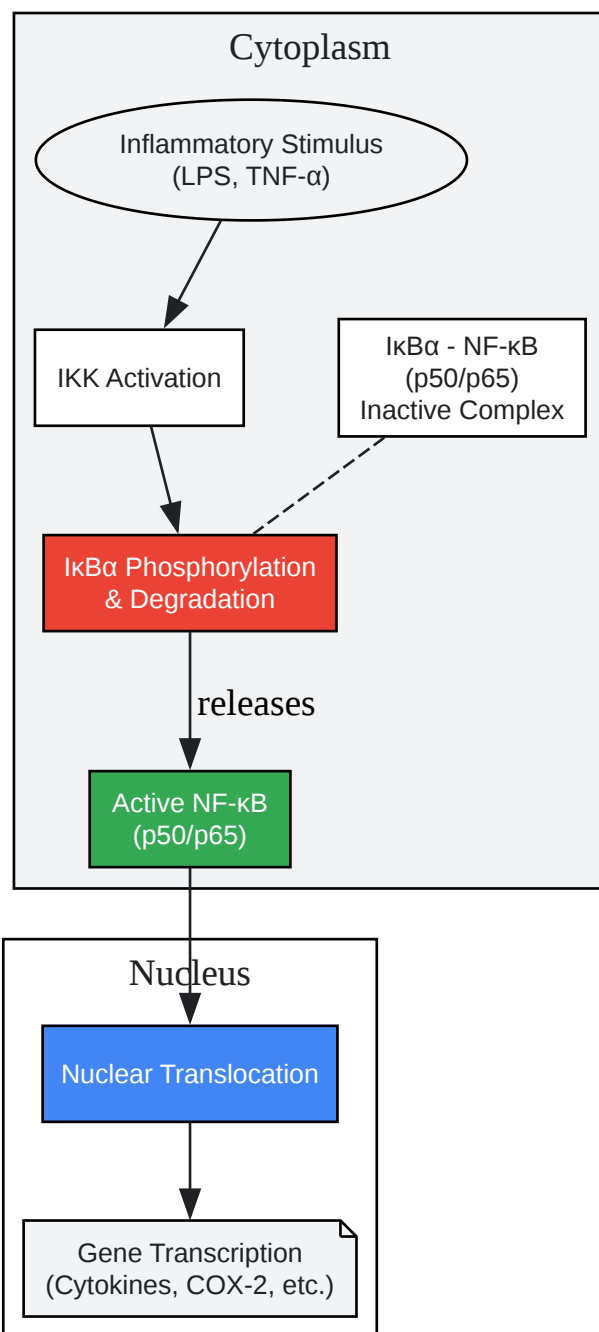 Cytoplasm
Inflammatory Stimulus
(LPS, TNF-α)
IKK Activation
IκBα - NF-κB
(p50/p65)
Inactive Complex
IκBα Phosphorylation
& Degradation
releases
Active NF-κB
(p50/p65)
Nucleus
Nuclear Translocation
Gene Transcription
(Cytokines, COX-2, etc.)